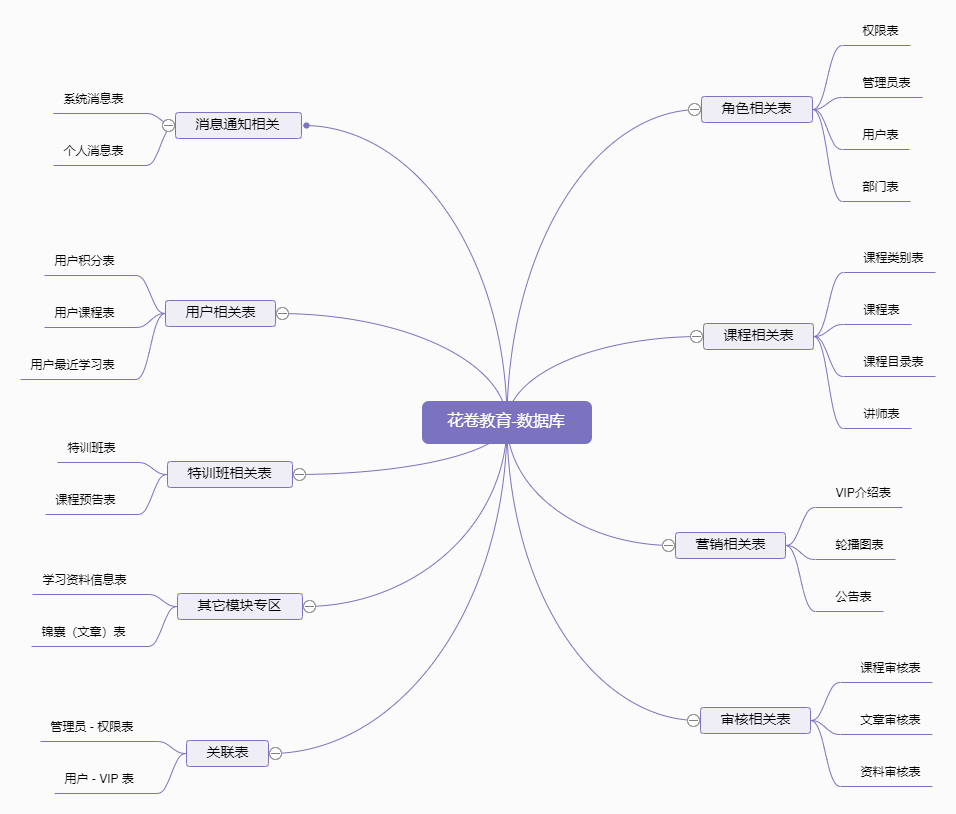 花卷教育-数据库
消息通知相关
系统消息表
个人消息表
用户相关表
用户积分表
用户课程表
用户最近学习表
特训班相关表
特训班表
课程预告表
其它模块专区
学习资料信息表
锦囊（文章）表
关联表
管理员 - 权限表
用户 - VIP 表
角色相关表
权限表
管理员表
用户表
部门表
课程相关表
课程类别表
课程表
课程目录表
讲师表
营销相关表
VIP介绍表
轮播图表
公告表
审核相关表
课程审核表
文章审核表
资料审核表